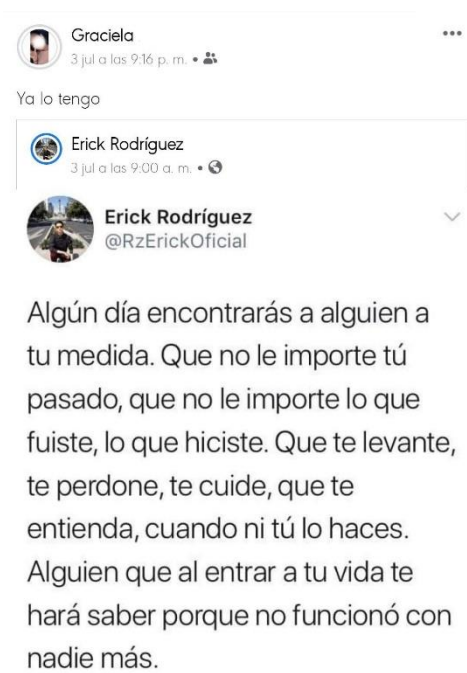 Graciela
3 jul a las 9:16 p. m. •
Ya lo tengo
Erick Rodríguez
3 jul a las 9:00 a. m. •
Erick Rodríguez
@RzErickOficial
Algún día encontrarás a alguien a
tu medida. Que no le importe tú
pasado, que no le importe lo que
fuiste, lo que hiciste. Que te levante,
te perdone, te cuide, que te
entienda, cuando ni tú lo haces.
Alguien que al entrar a tu vida te
hará saber porque no funcionó con
nadie más.